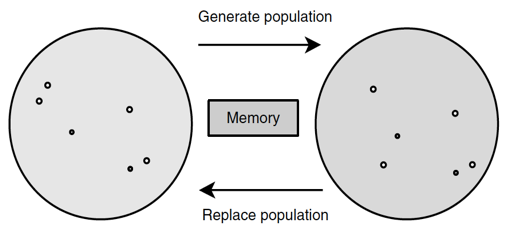 Generate population
Memory
Replace population